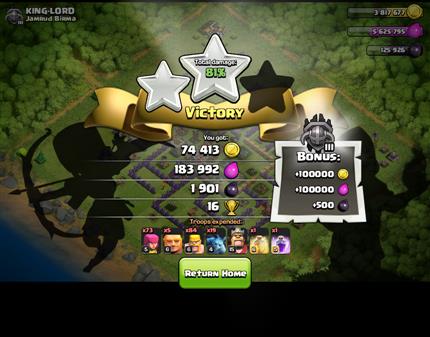 KING-LORD
Jamrud Birma
3 817 677
5 625 795
125 926
Total damage:
81%
Victory
You got:
74 413
183 992
1 901
16
III
Bonus:
+100000
+100000
+500
Troops expended:
x73 x5 x84 x19 x1 x1 x1
Return Home